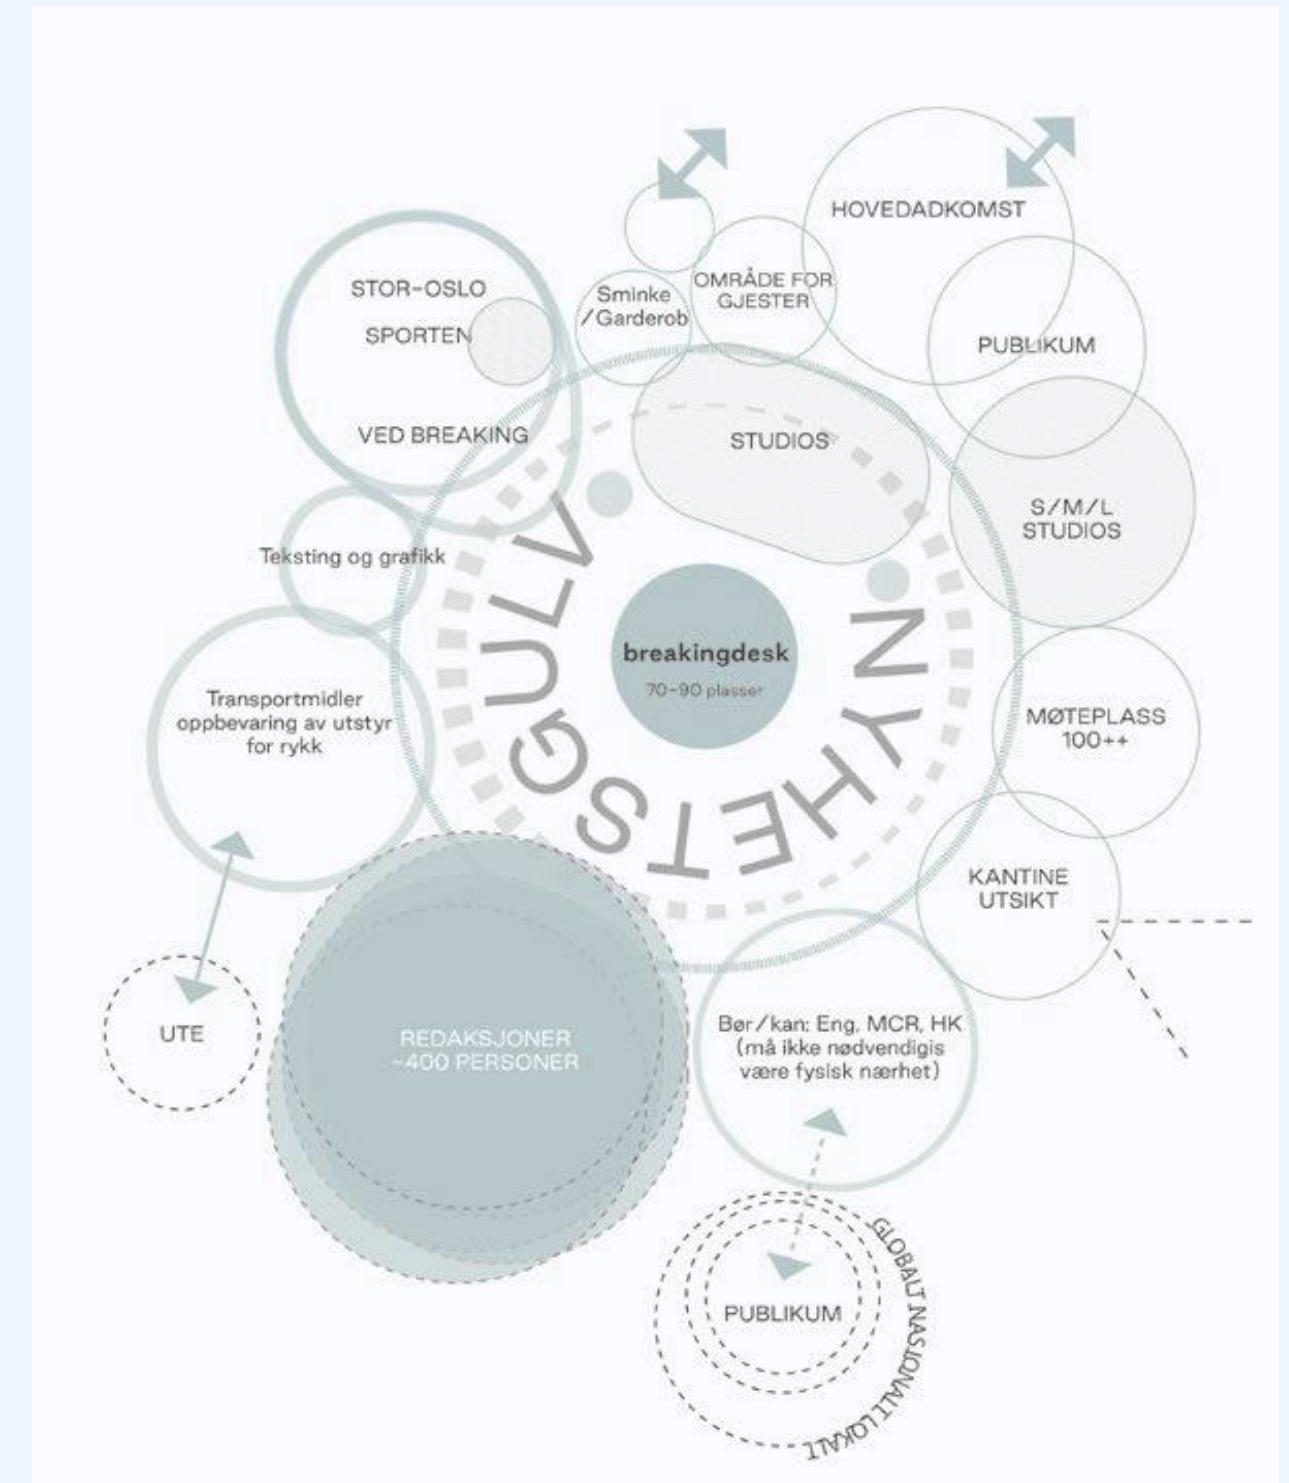 HOVEDADKOMST
STOR-OSLO
SPORTEN
VED BREAKING
Sminke
/Garderob
OMRÅDE FOR
GJESTER
PUBLIKUM
STUDIOS
S/M/L
STUDIOS
Teksting og grafikk
NYHETSGULV
breakingdesk
70-90 plasser
Transportmidler
oppbevaring av utstyr
for rykk
MØTEPLASS
100++
KANTINE
UTSIKT
UTE
REDAKSJONER
~400 PERSONER
Bør/kan: Eng, MCR, HK
(må ikke nødvendigis
være fysisk nærhet)
PUBLIKUM
GLOBALT NASJONALT LOKALT